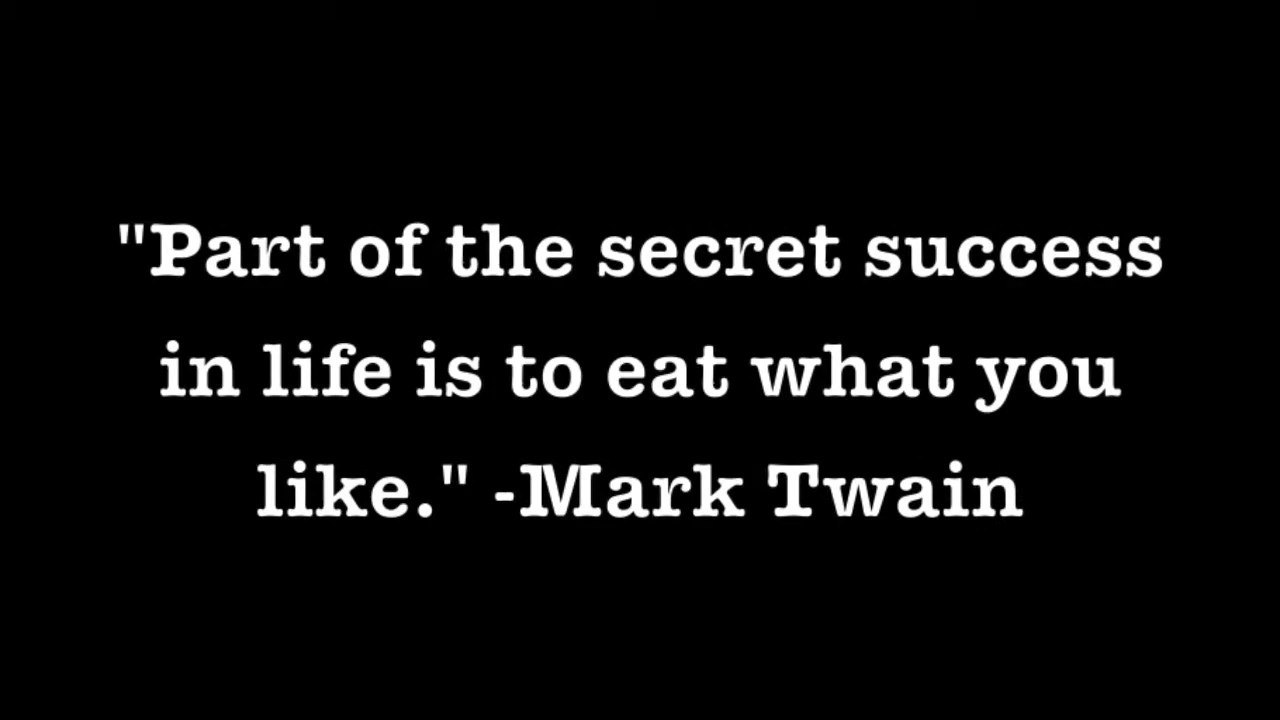 "Part of the secret success
in life is to eat what you
like." -Mark Twain